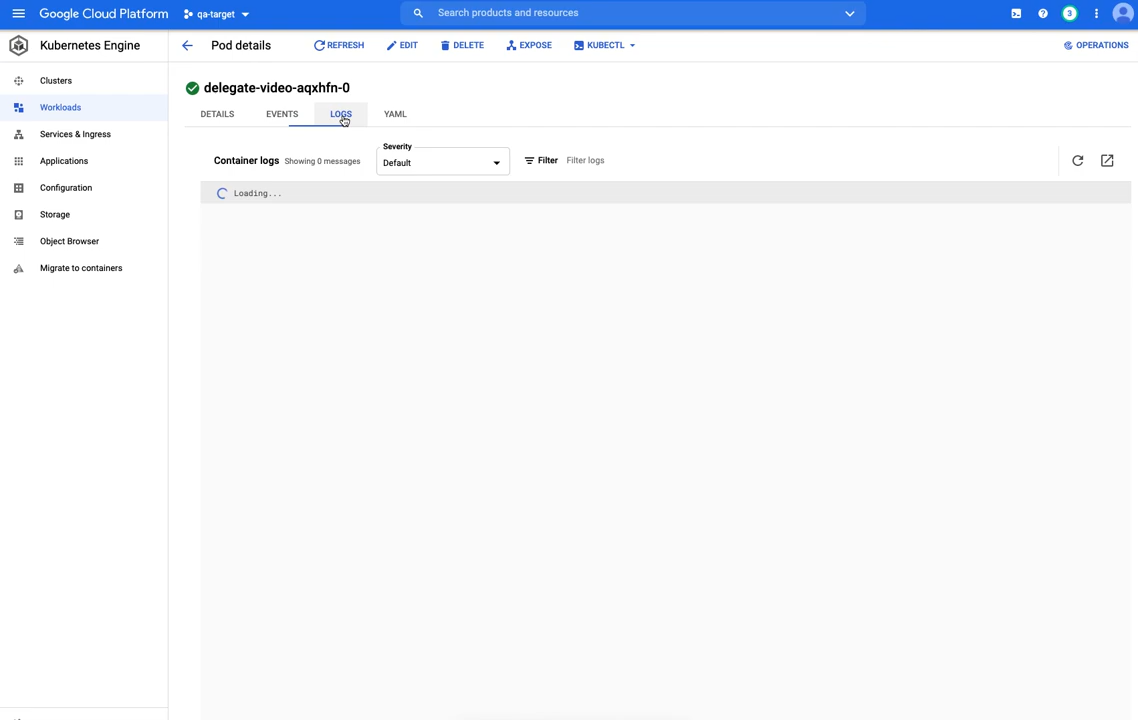 Google Cloud Platform qa-target Search products and resources 3
Kubernetes Engine Pod details REFRESH EDIT DELETE EXPOSE KUBECTL OPERATIONS
Clusters
Workloads
Services & Ingress
Applications
Configuration
Storage
Object Browser
Migrate to containers
delegate-video-aqxhfn-0
DETAILS EVENTS LOGS YAML
Container logs Showing 0 messages Severity Default Filter Filter logs
Loading...